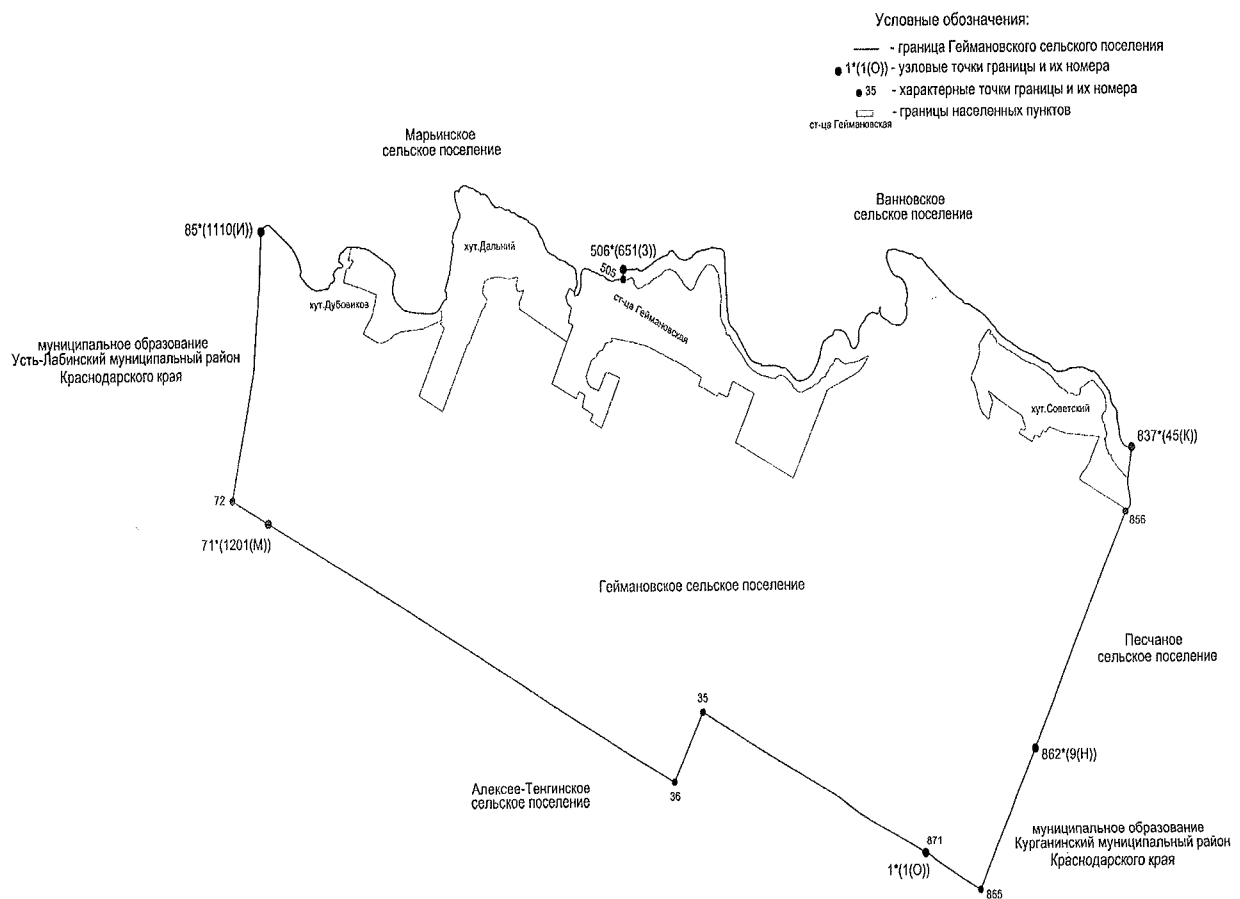 Условные обозначения:
- граница Геймановского сельского поселения
1*(1(О)) - узловые точки границы и их номера
35 - характерные точки границы и их номера
- границы населенных пунктов
ст-ца Геймановская
Марьинское
сельское поселение
Ванновское
сельское поселение
85*(1110(И))
хут.Дальний
506*(651(З))
505
хут.Дубовиков
ст-ца Геймановская
муниципальное образование
Усть-Лабинский муниципальный район
Краснодарского края
хут.Советский
837*(45(К))
72
856
71*(1201(М))
Геймановское сельское поселение
Песчаное
сельское поселение
35
862*(9(Н))
Алексее-Тенгинское
сельское поселение
36
муниципальное образование
Курганинский муниципальный район
Краснодарского края
871
1*(1(О))
865